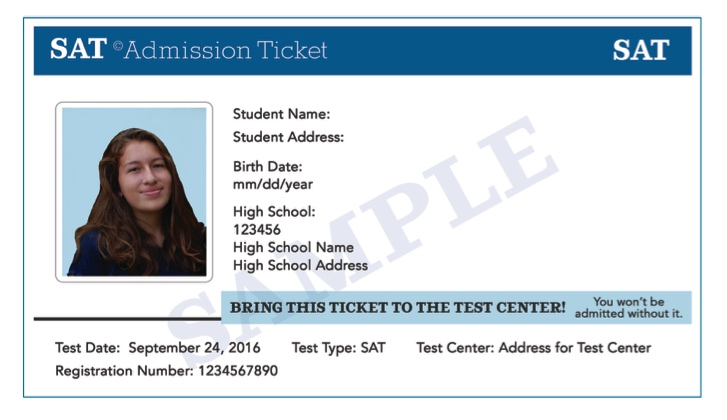 SAT ©Admission Ticket
SAT
Student Name:
Student Address:
Birth Date:
mm/dd/year
High School:
123456
High School Name
High School Address
SAMPLE
BRING THIS TICKET TO THE TEST CENTER!
You won't be
admitted without it.
Test Date: September 24, 2016 Test Type: SAT Test Center: Address for Test Center
Registration Number: 1234567890